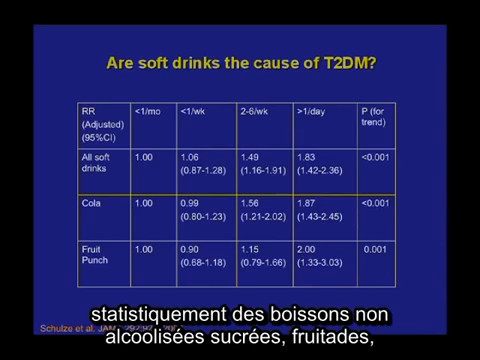 Are soft drinks the cause of T2DM?
RR (Adjusted) (95%CI) <1/mo <1/wk 2-6/wk >1/day P (for trend)
All soft drinks 1.00 1.06 (0.87-1.28) 1.49 (1.16-1.91) 1.83 (1.42-2.36) <0.001
Cola 1.00 0.99 (0.80-1.23) 1.56 (1.21-2.02) 1.87 (1.43-2.45) <0.001
Fruit Punch 1.00 0.90 (0.68-1.18) 1.15 (0.79-1.66) 2.00 (1.33-3.03) 0.001
statistiquement des boissons non
alcoolisées sucrées, fruitades,
Schulze et al. JAMA